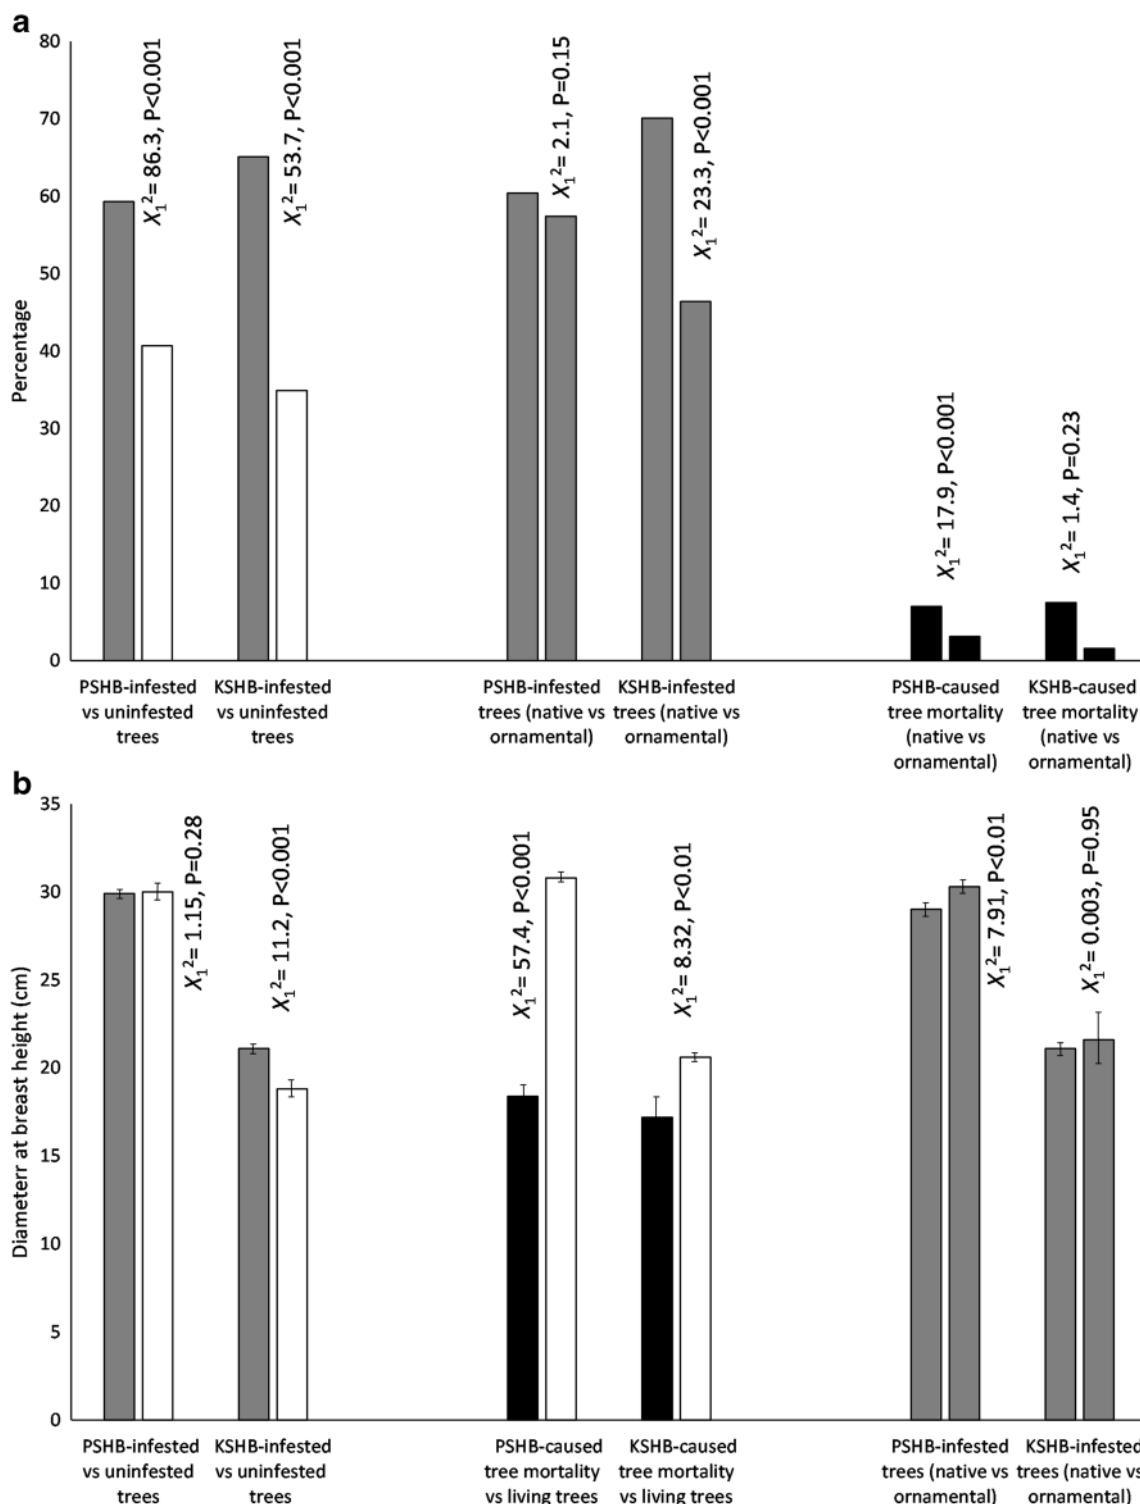 a
80
70
60
50
40
30
20
10
0
Percentage
X₁²= 86.3, P<0.001
X₁²= 53.7, P<0.001
X₁²= 2.1, P=0.15
X₁²= 23.3, P<0.001
X₁²= 17.9, P<0.001
X₁²= 1.4, P=0.23
PSHB-infested
vs uninfested
trees
KSHB-infested
vs uninfested
trees
PSHB-infested
trees (native vs
ornamental)
KSHB-infested
trees (native vs
ornamental)
PSHB-caused
tree mortality
(native vs
ornamental)
KSHB-caused
tree mortality
(native vs
ornamental)
b
35
30
25
20
15
10
5
0
Diameterr at breast height (cm)
X₁²= 1.15, P=0.28
X₁²= 11.2, P<0.001
X₁²= 57.4, P<0.001
X₁²= 8.32, P<0.01
X₁²= 7.91, P<0.01
X₁²= 0.003, P=0.95
PSHB-infested
vs uninfested
trees
KSHB-infested
vs uninfested
trees
PSHB-caused
tree mortality
vs living trees
KSHB-caused
tree mortality
vs living trees
PSHB-infested
trees (native vs
ornamental)
KSHB-infested
trees (native vs
ornamental)